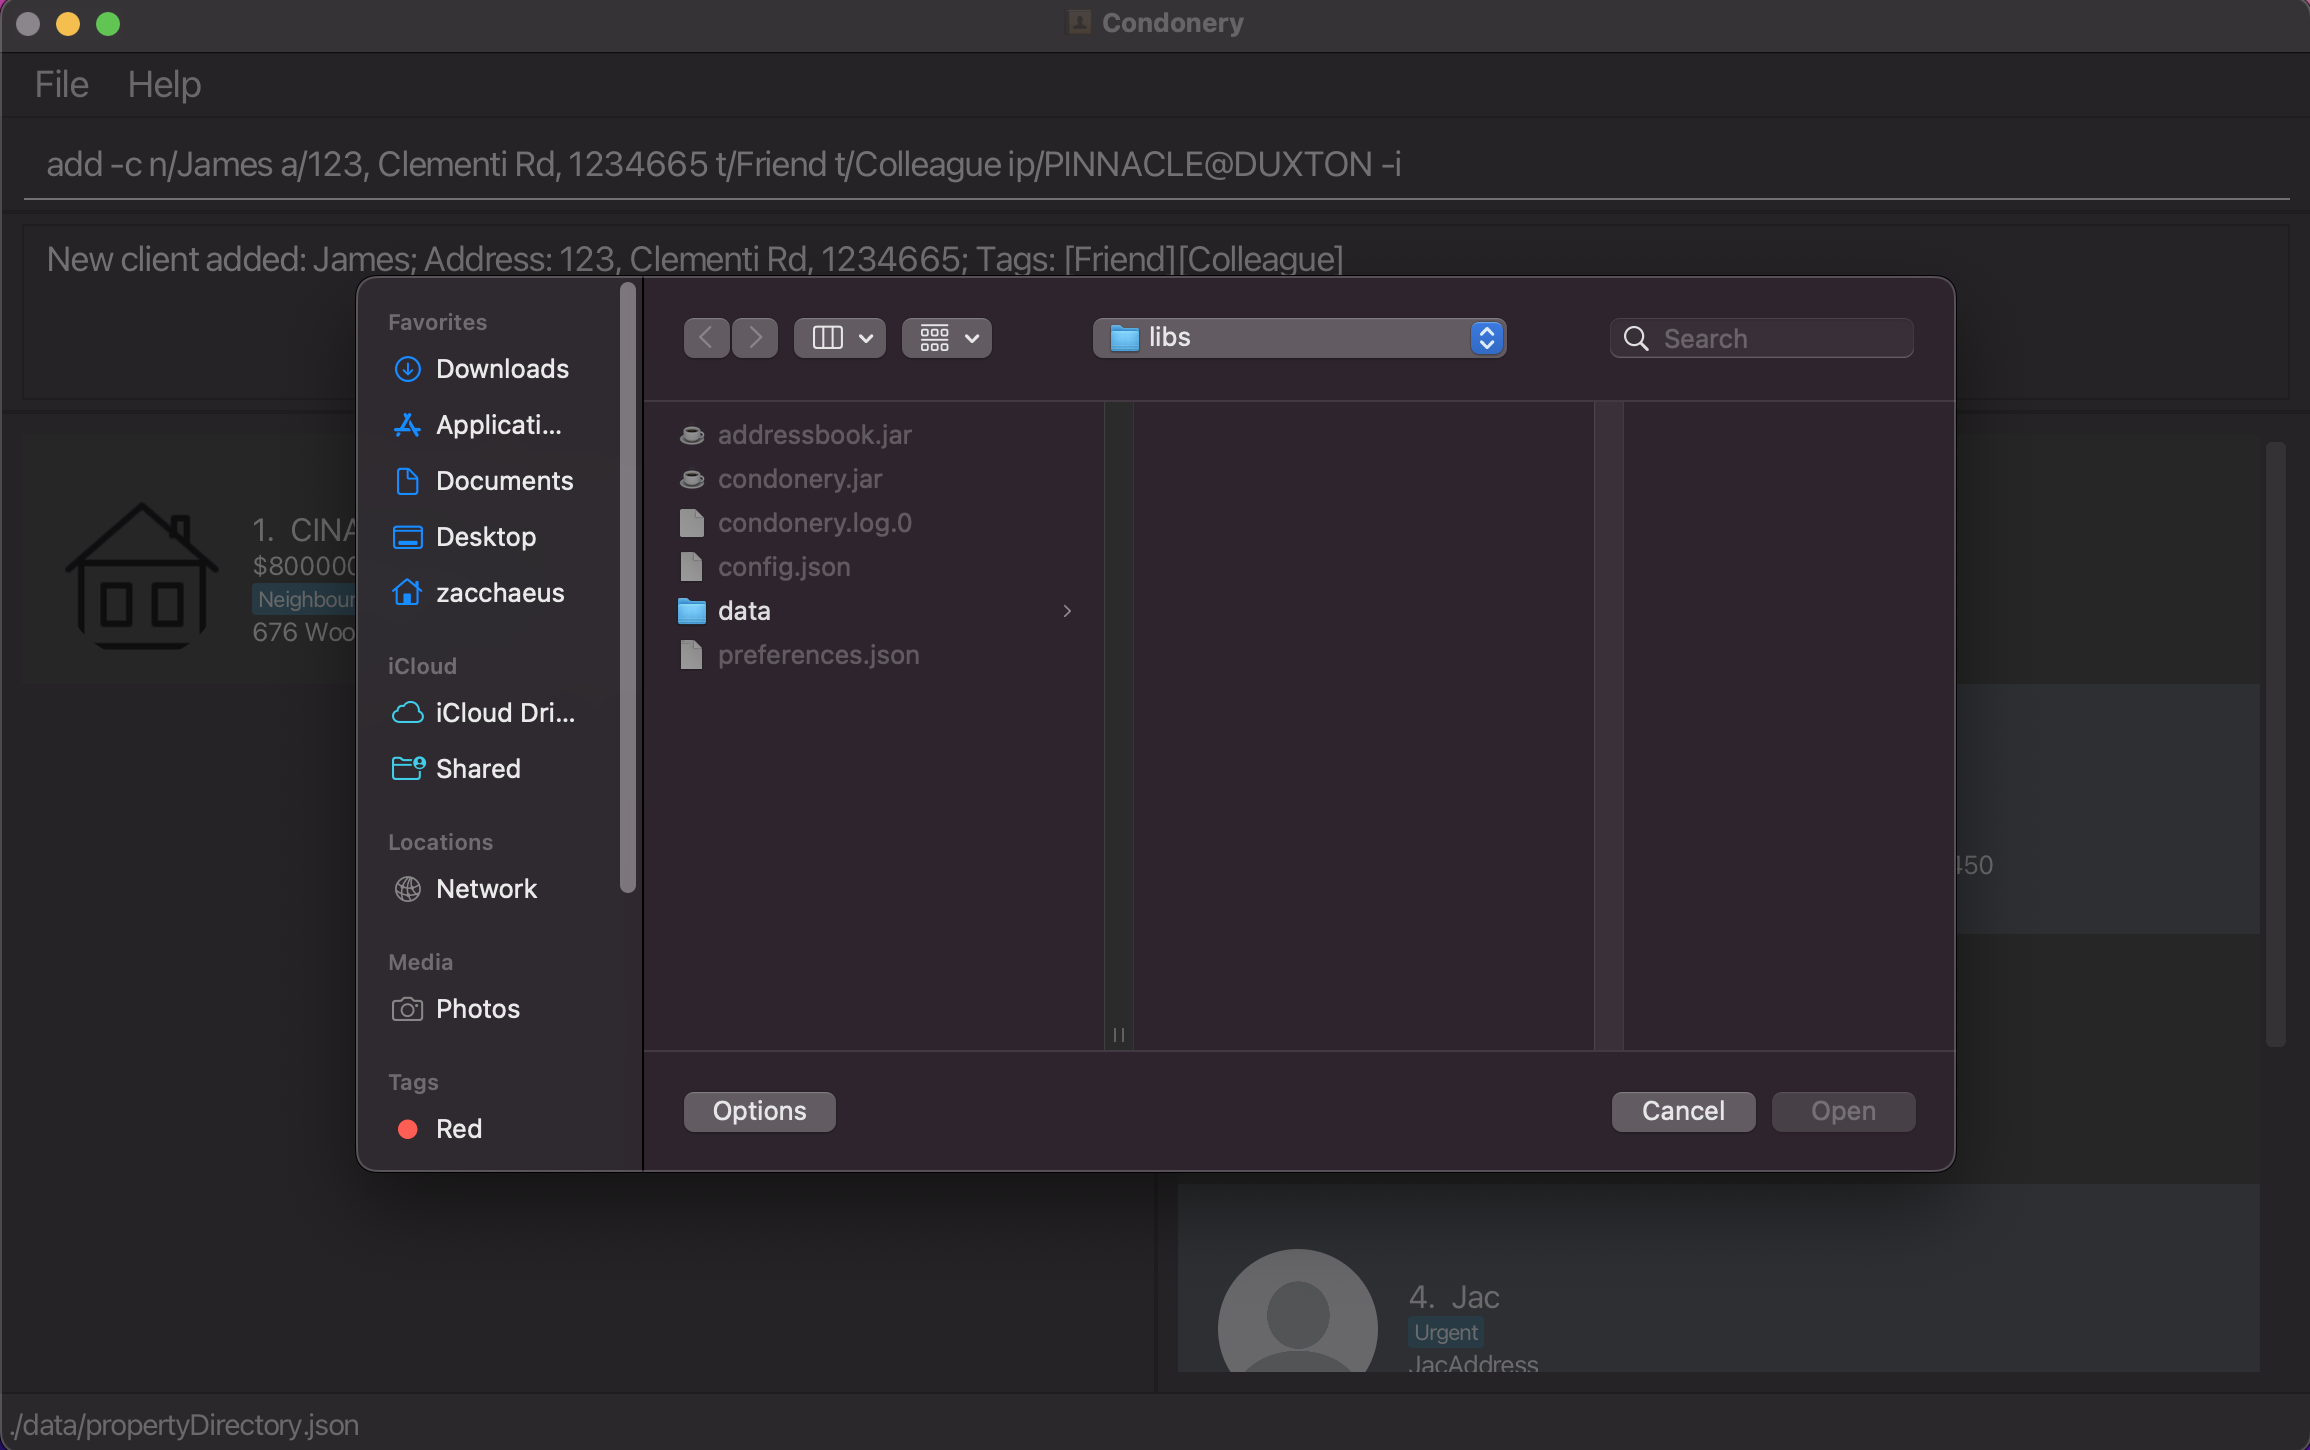 Condonery
File Help
add -c n/James a/123, Clementi Rd, 1234665 t/Friend t/Colleague ip/PINNACLE@DUXTON -i
New client added: James; Address: 123, Clementi Rd, 1234665; Tags: [Friend][Colleague]
Favorites
Downloads
Applicati...
Documents
Desktop
zacchaeus
iCloud
iCloud Dri...
Shared
Locations
Network
Media
Photos
Tags
Red
libs
Search
addressbook.jar
condonery.jar
condonery.log.0
config.json
data
preferences.json
Options
Cancel
Open
1. CINA
$800000
Neighbour
676 Woo
450
4. Jac
Urgent
JacAddress
./data/propertyDirectory.json